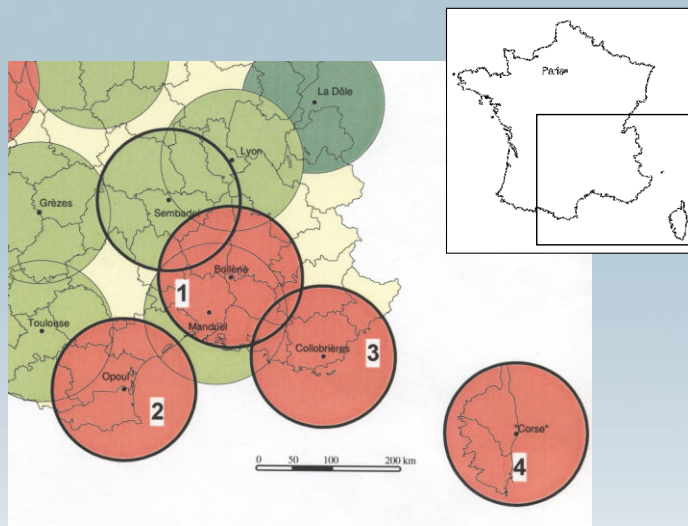 Paris
La Dôle
Lyon
Grèzes
Sembadel
Bollène
1
Manduel
Toulouse
3
Collobrières
Opoul
2
"Corse"
4
0 50 100 200 km